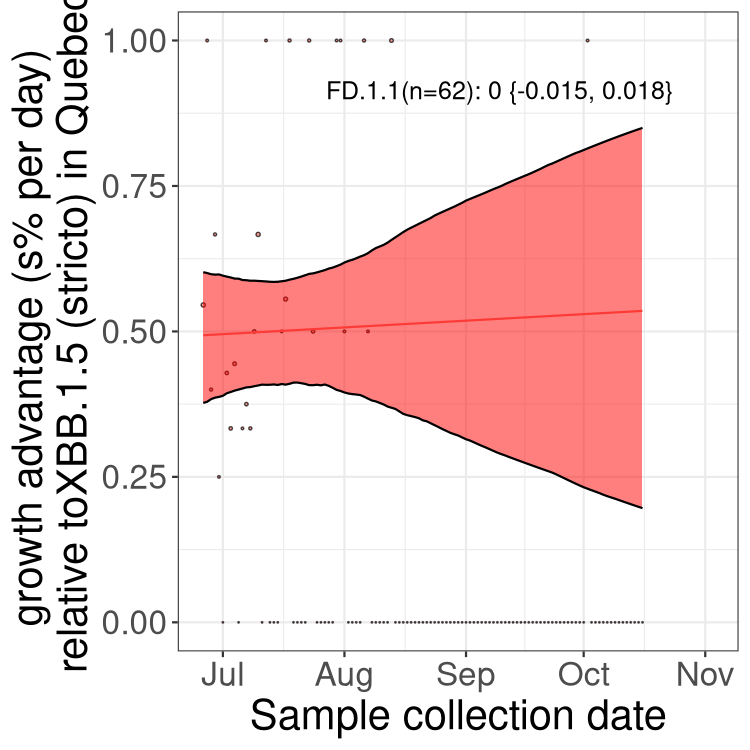 growth advantage (s% per day)
relative toXBB.1.5 (stricto) in Quebec
1.00
0.75
0.50
0.25
0.00
FD.1.1(n=62): 0 {-0.015, 0.018}
Jul Aug Sep Oct Nov
Sample collection date